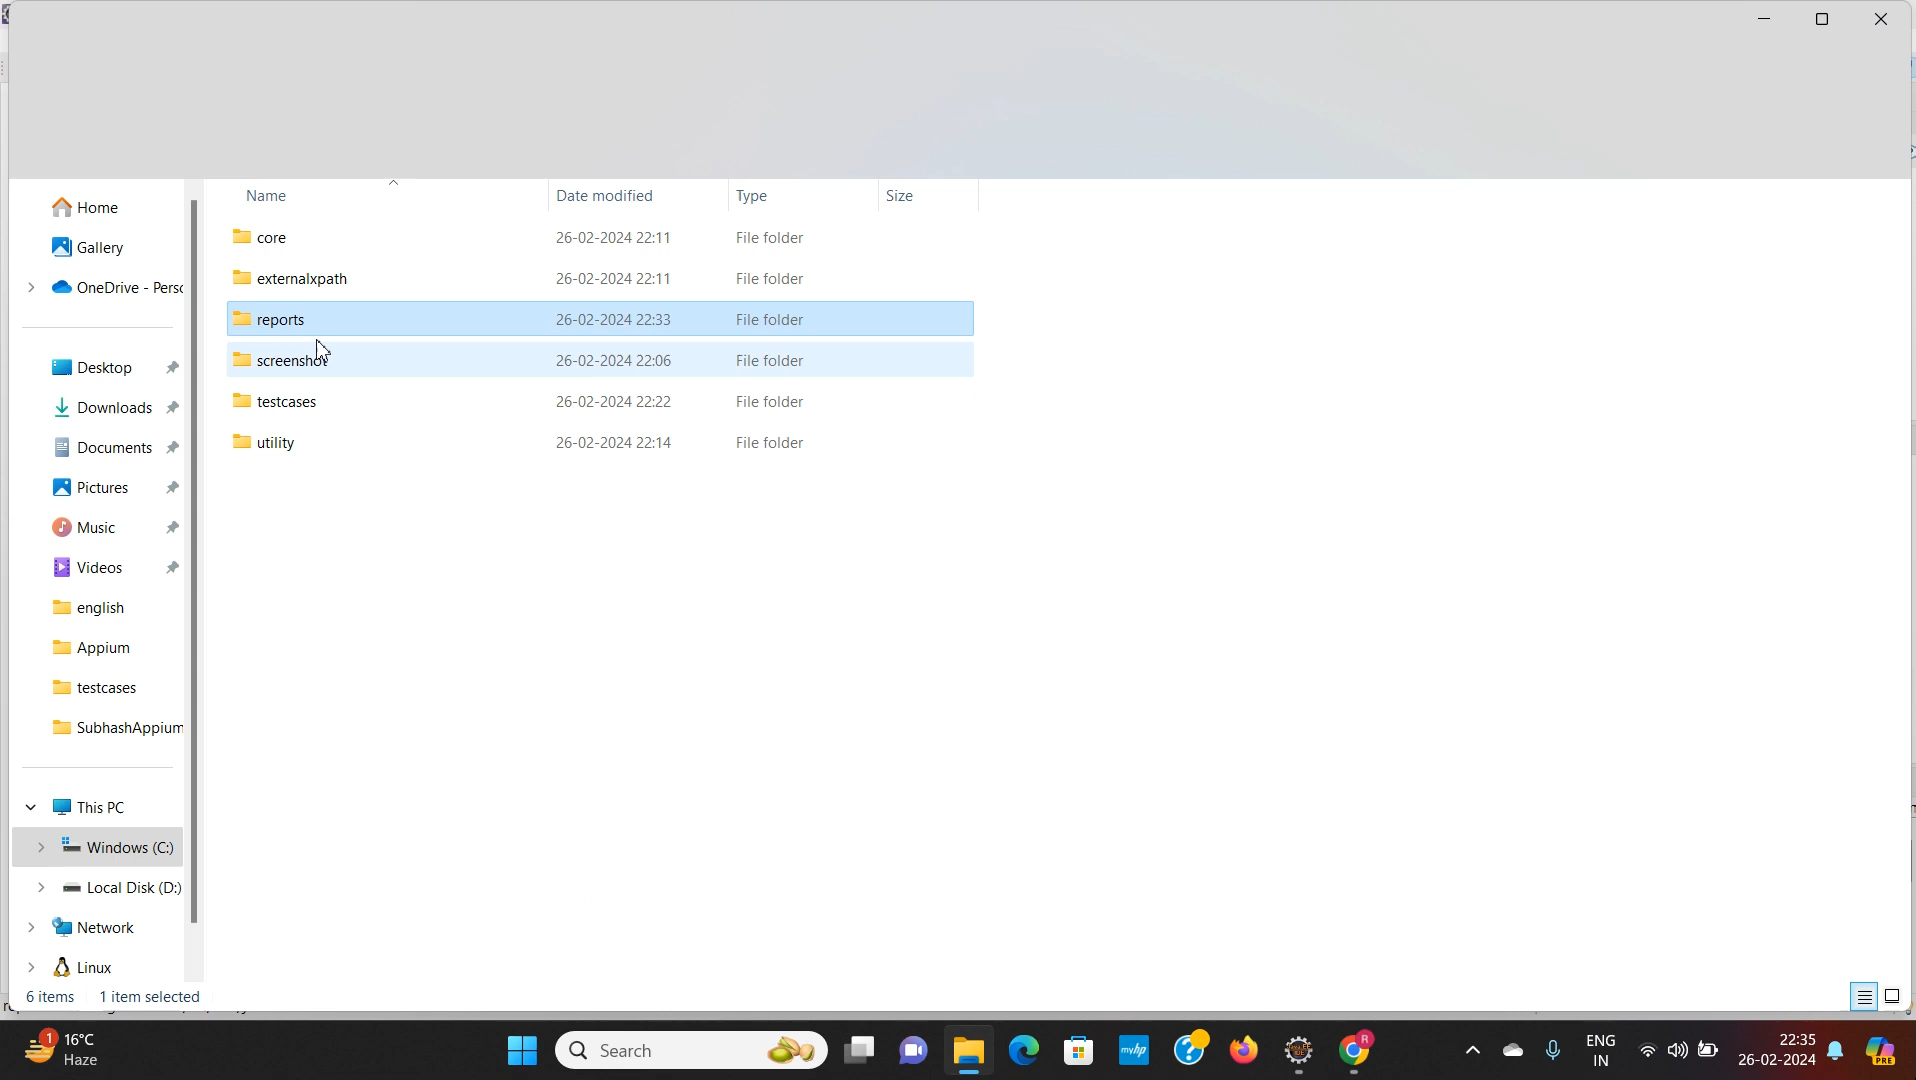 Name Date modified Type Size
Home
Gallery
OneDrive - Perso
Desktop
Downloads
Documents
Pictures
Music
Videos
english
Appium
testcases
SubhashAppium
This PC
Windows (C:)
Local Disk (D:)
Network
Linux
core 26-02-2024 22:11 File folder
externalxpath 26-02-2024 22:11 File folder
reports 26-02-2024 22:33 File folder
screenshot 26-02-2024 22:06 File folder
testcases 26-02-2024 22:22 File folder
utility 26-02-2024 22:14 File folder
6 items 1 item selected
1
16°C
Haze
Search
myhp
R
ENG
IN
22:35
26-02-2024
PRE